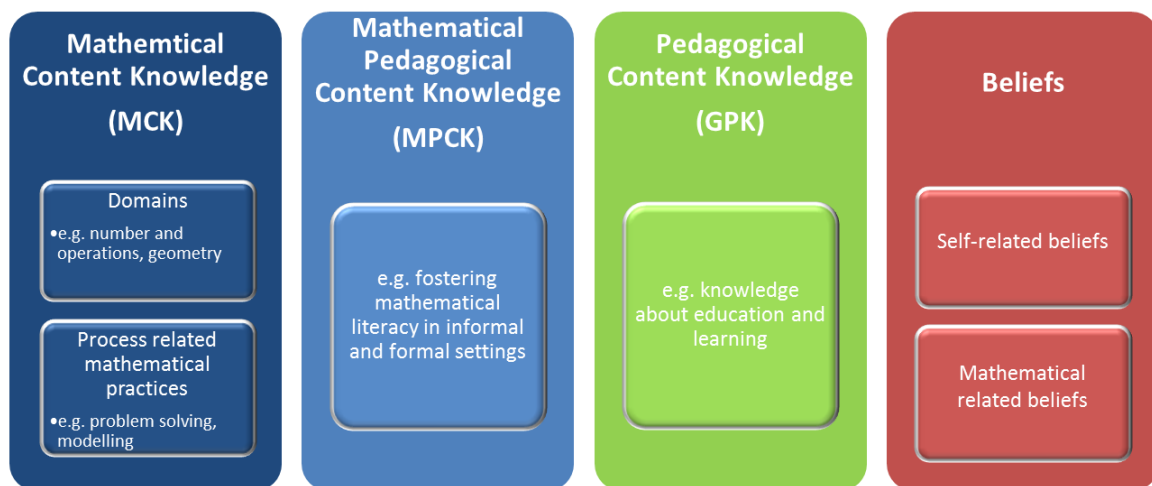 Mathemtical
Content Knowledge
(MCK)
Domains
•e.g. number and
operations, geometry
Process related
mathematical
practices
•e.g. problem solving,
modelling
Mathematical
Pedagogical
Content Knowledge
(MPCK)
e.g. fostering
mathematical
literacy in informal
and formal settings
Pedagogical
Content Knowledge
(GPK)
e.g. knowledge
about education and
learning
Beliefs
Self-related beliefs
Mathematical
related beliefs